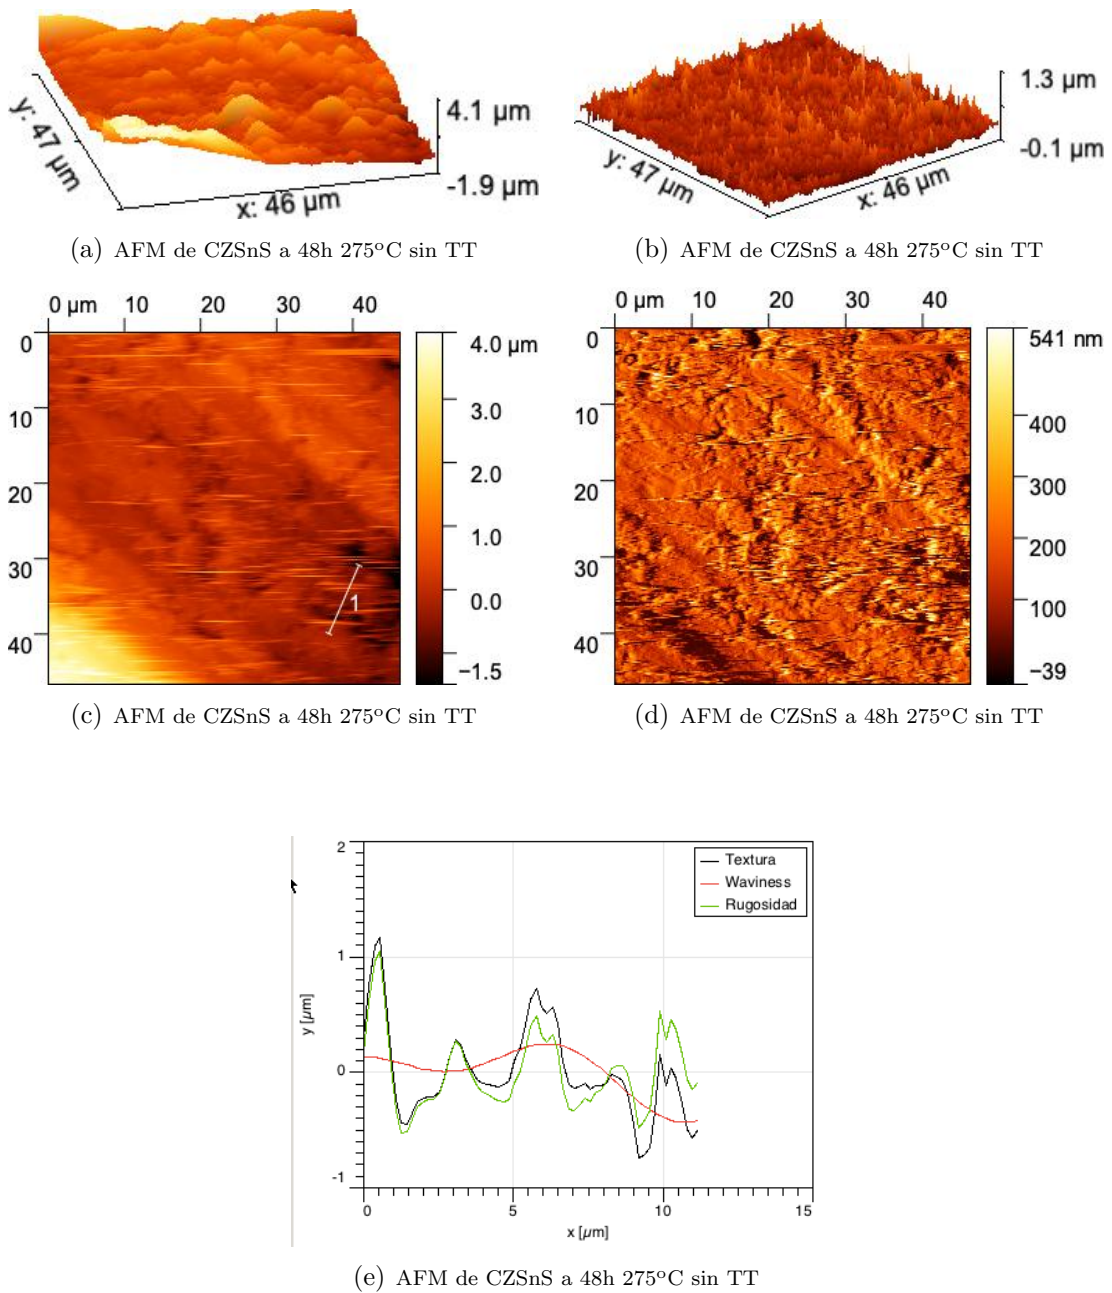 4.1 µm
-1.9 µm
y: 47 µm
x: 46 µm
1.3 µm
-0.1 µm
y: 47 µm
x: 46 µm
(a) AFM de CZSnS a 48h 275ºC sin TT
(b) AFM de CZSnS a 48h 275ºC sin TT
0 µm 10 20 30 40
0
10
20
30
40
4.0 µm
3.0
2.0
1.0
0.0
−1.5
1
0 µm 10 20 30 40
0
10
20
30
40
541 nm
400
300
200
100
−39
(c) AFM de CZSnS a 48h 275ºC sin TT
(d) AFM de CZSnS a 48h 275ºC sin TT
Textura
Waviness
Rugosidad
2
1
0
-1
y [µm]
0 5 10 15
x [µm]
(e) AFM de CZSnS a 48h 275ºC sin TT